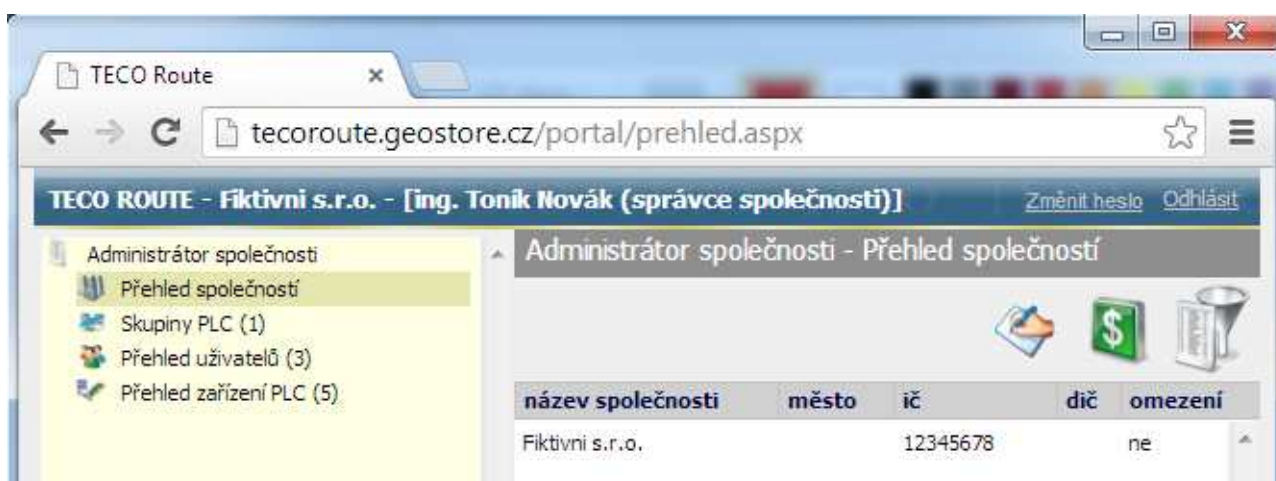 TECO Route
tecoroute.geostore.cz/portal/prehled.aspx
TECO ROUTE - Fiktivni s.r.o. - [ing. Toník Novák (správce společnosti)]
Změnit heslo
Odhlásit
Administrátor společnosti
Přehled společností
Skupiny PLC (1)
Přehled uživatelů (3)
Přehled zařízení PLC (5)
Administrátor společnosti - Přehled společností
název společnosti město ič dič omezení
Fiktivni s.r.o. 12345678 ne